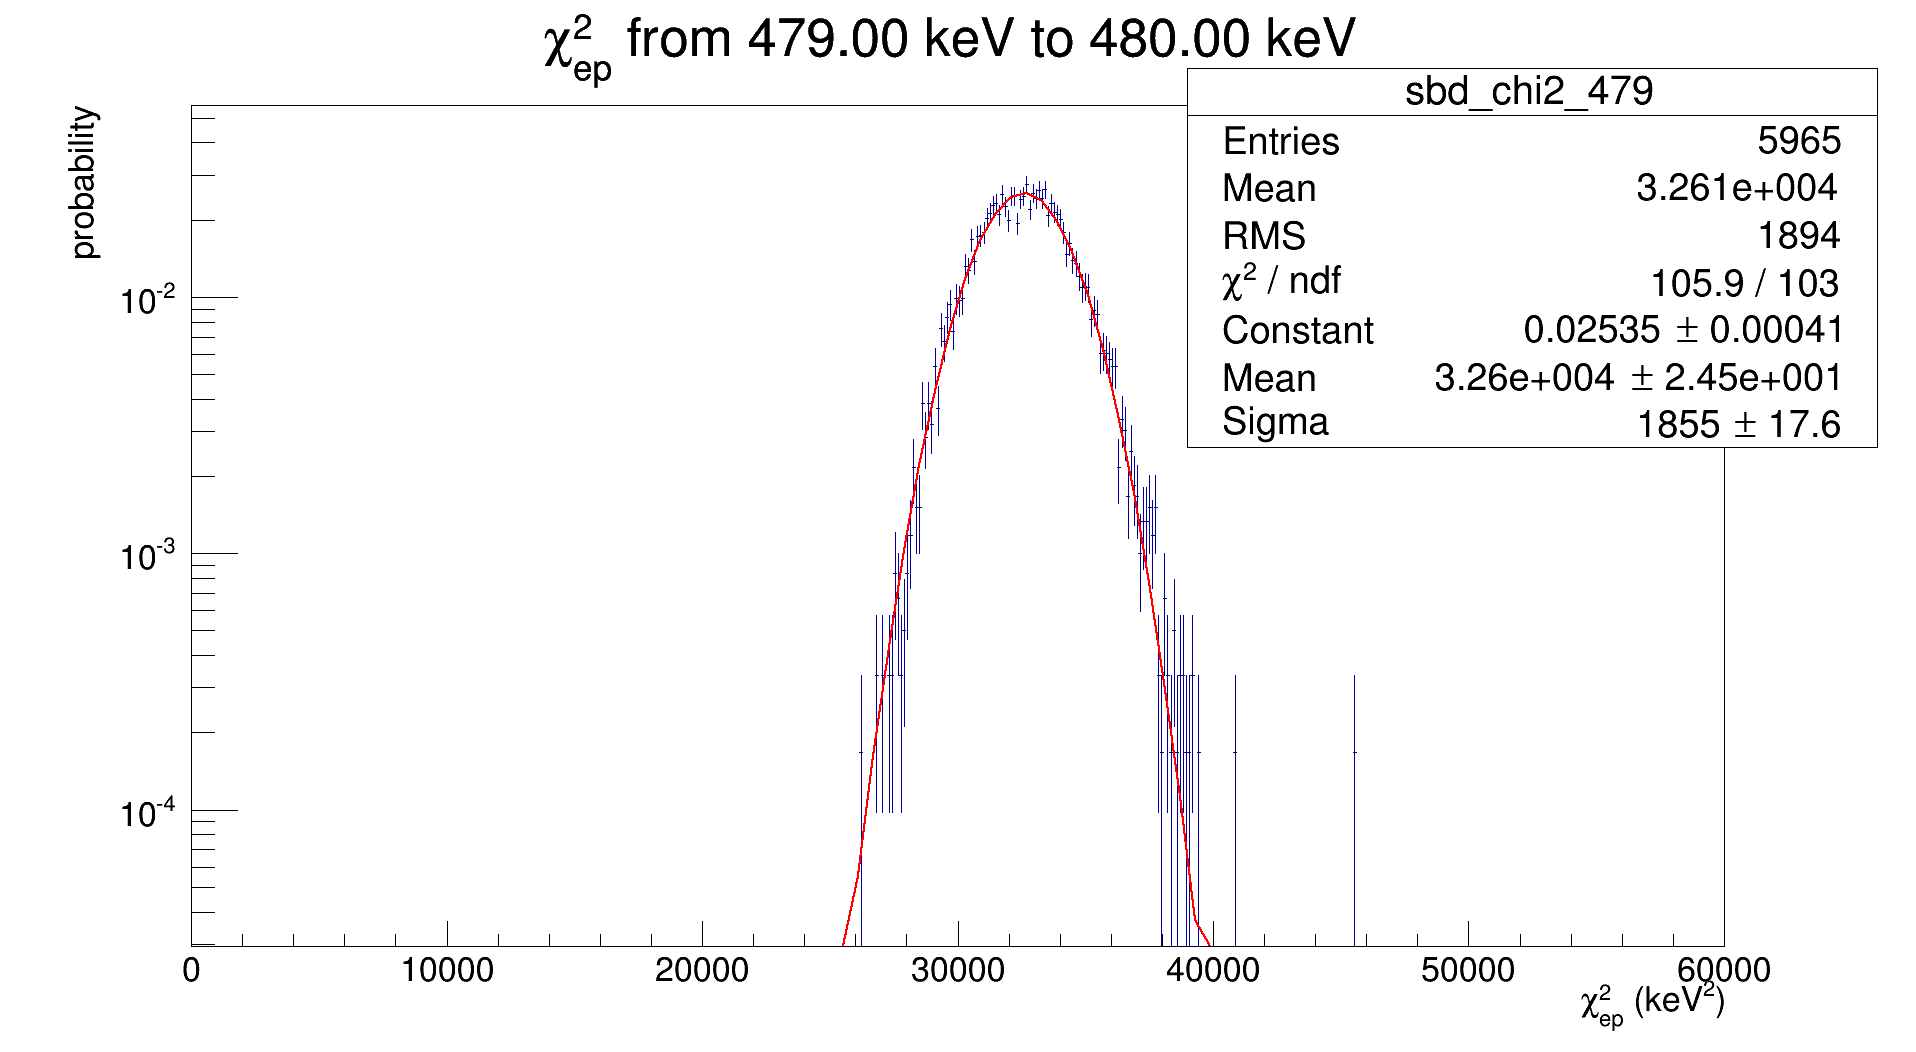 χ²ep from 479.00 keV to 480.00 keV
probability
sbd_chi2_479
Entries 5965
Mean 3.261e+004
RMS 1894
χ² / ndf 105.9 / 103
Constant 0.02535 ± 0.00041
Mean 3.26e+004 ± 2.45e+001
Sigma 1855 ± 17.6
10⁻²
10⁻³
10⁻⁴
0 10000 20000 30000 40000 50000 60000
χ²ep (keV²)